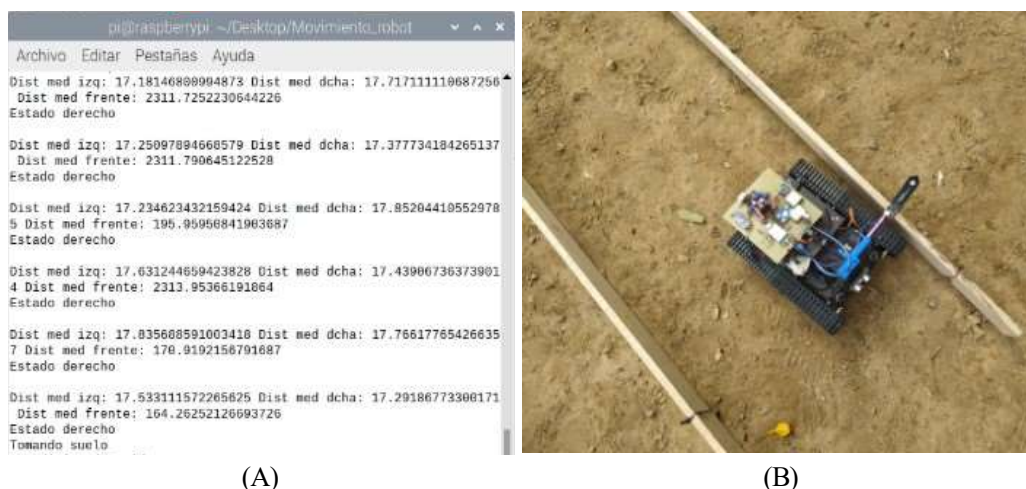 pi@raspberrypi: ~/Desktop/Movimiento_robot
Archivo Editar Pestañas Ayuda
Dist med izq: 17.18146800994873 Dist med dcha: 17.717111110687256
Dist med frente: 2311.7252230644226
Estado derecho
Dist med izq: 17.25097894668579 Dist med dcha: 17.377734184265137
Dist med frente: 2311.790645122528
Estado derecho
Dist med izq: 17.234623432159424 Dist med dcha: 17.85204410552978
5 Dist med frente: 195.95950841903687
Estado derecho
Dist med izq: 17.631244659423828 Dist med dcha: 17.43906736373901
4 Dist med frente: 2313.95366191864
Estado derecho
Dist med izq: 17.835688591003418 Dist med dcha: 17.76617765426635
7 Dist med frente: 170.9192156791687
Estado derecho
Dist med izq: 17.533111572265625 Dist med dcha: 17.29186773300171
Dist med frente: 164.26252126693726
Estado derecho
Tomando suelo
(A)
(B)